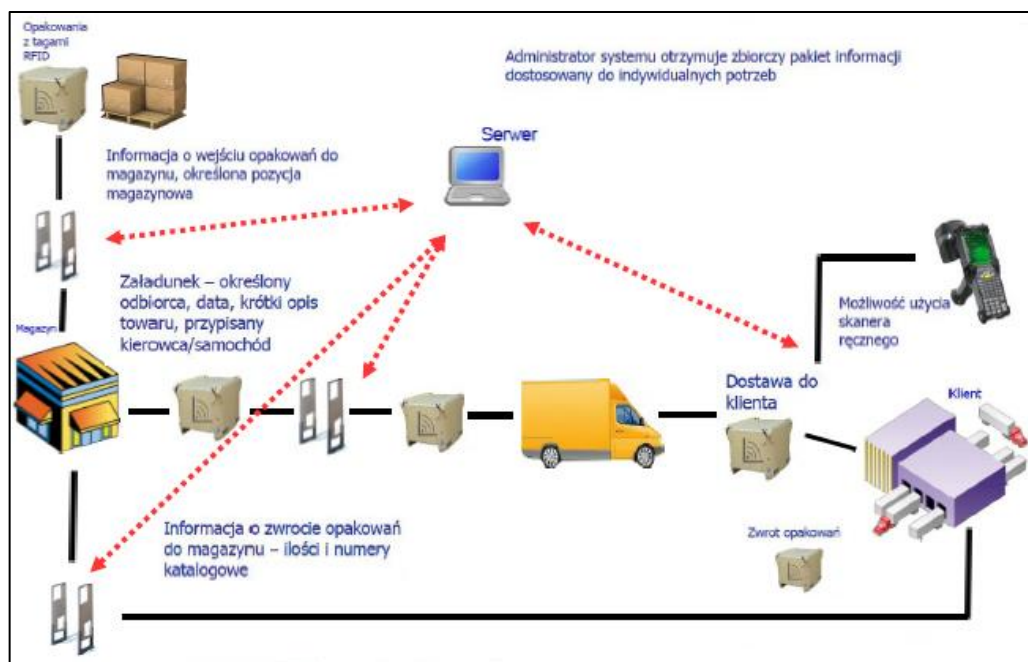 Opakowania
z tagami
RFID
Administrator systemu otrzymuje zbiorczy pakiet informacji
dostosowany do indywidualnych potrzeb
Serwer
Informacja o wejściu opakowań do
magazynu, określona pozycja
magazynowa
Załadunek – określony
odbiorca, data, krótki opis
towaru, przypisany
kierowca/samochód
Magazyn
Możliwość użycia
skanera
ręcznego
Dostawa do
klienta
Klient
Informacja o zwrocie opakowań
do magazynu – ilości i numery
katalogowe
Zwrot opakowań